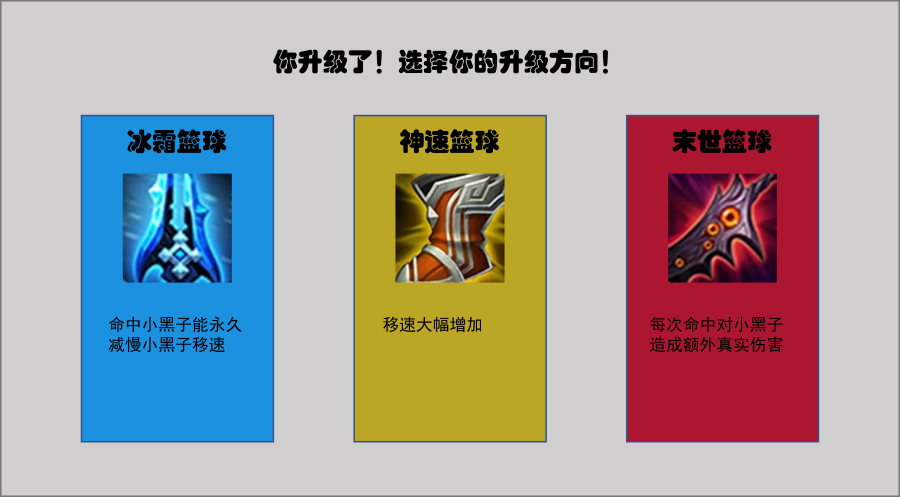 你升级了！选择你的升级方向！
冰霜篮球
神速篮球
末世篮球
命中小黑子能永久
减慢小黑子移速
移速大幅增加
每次命中对小黑子
造成额外真实伤害